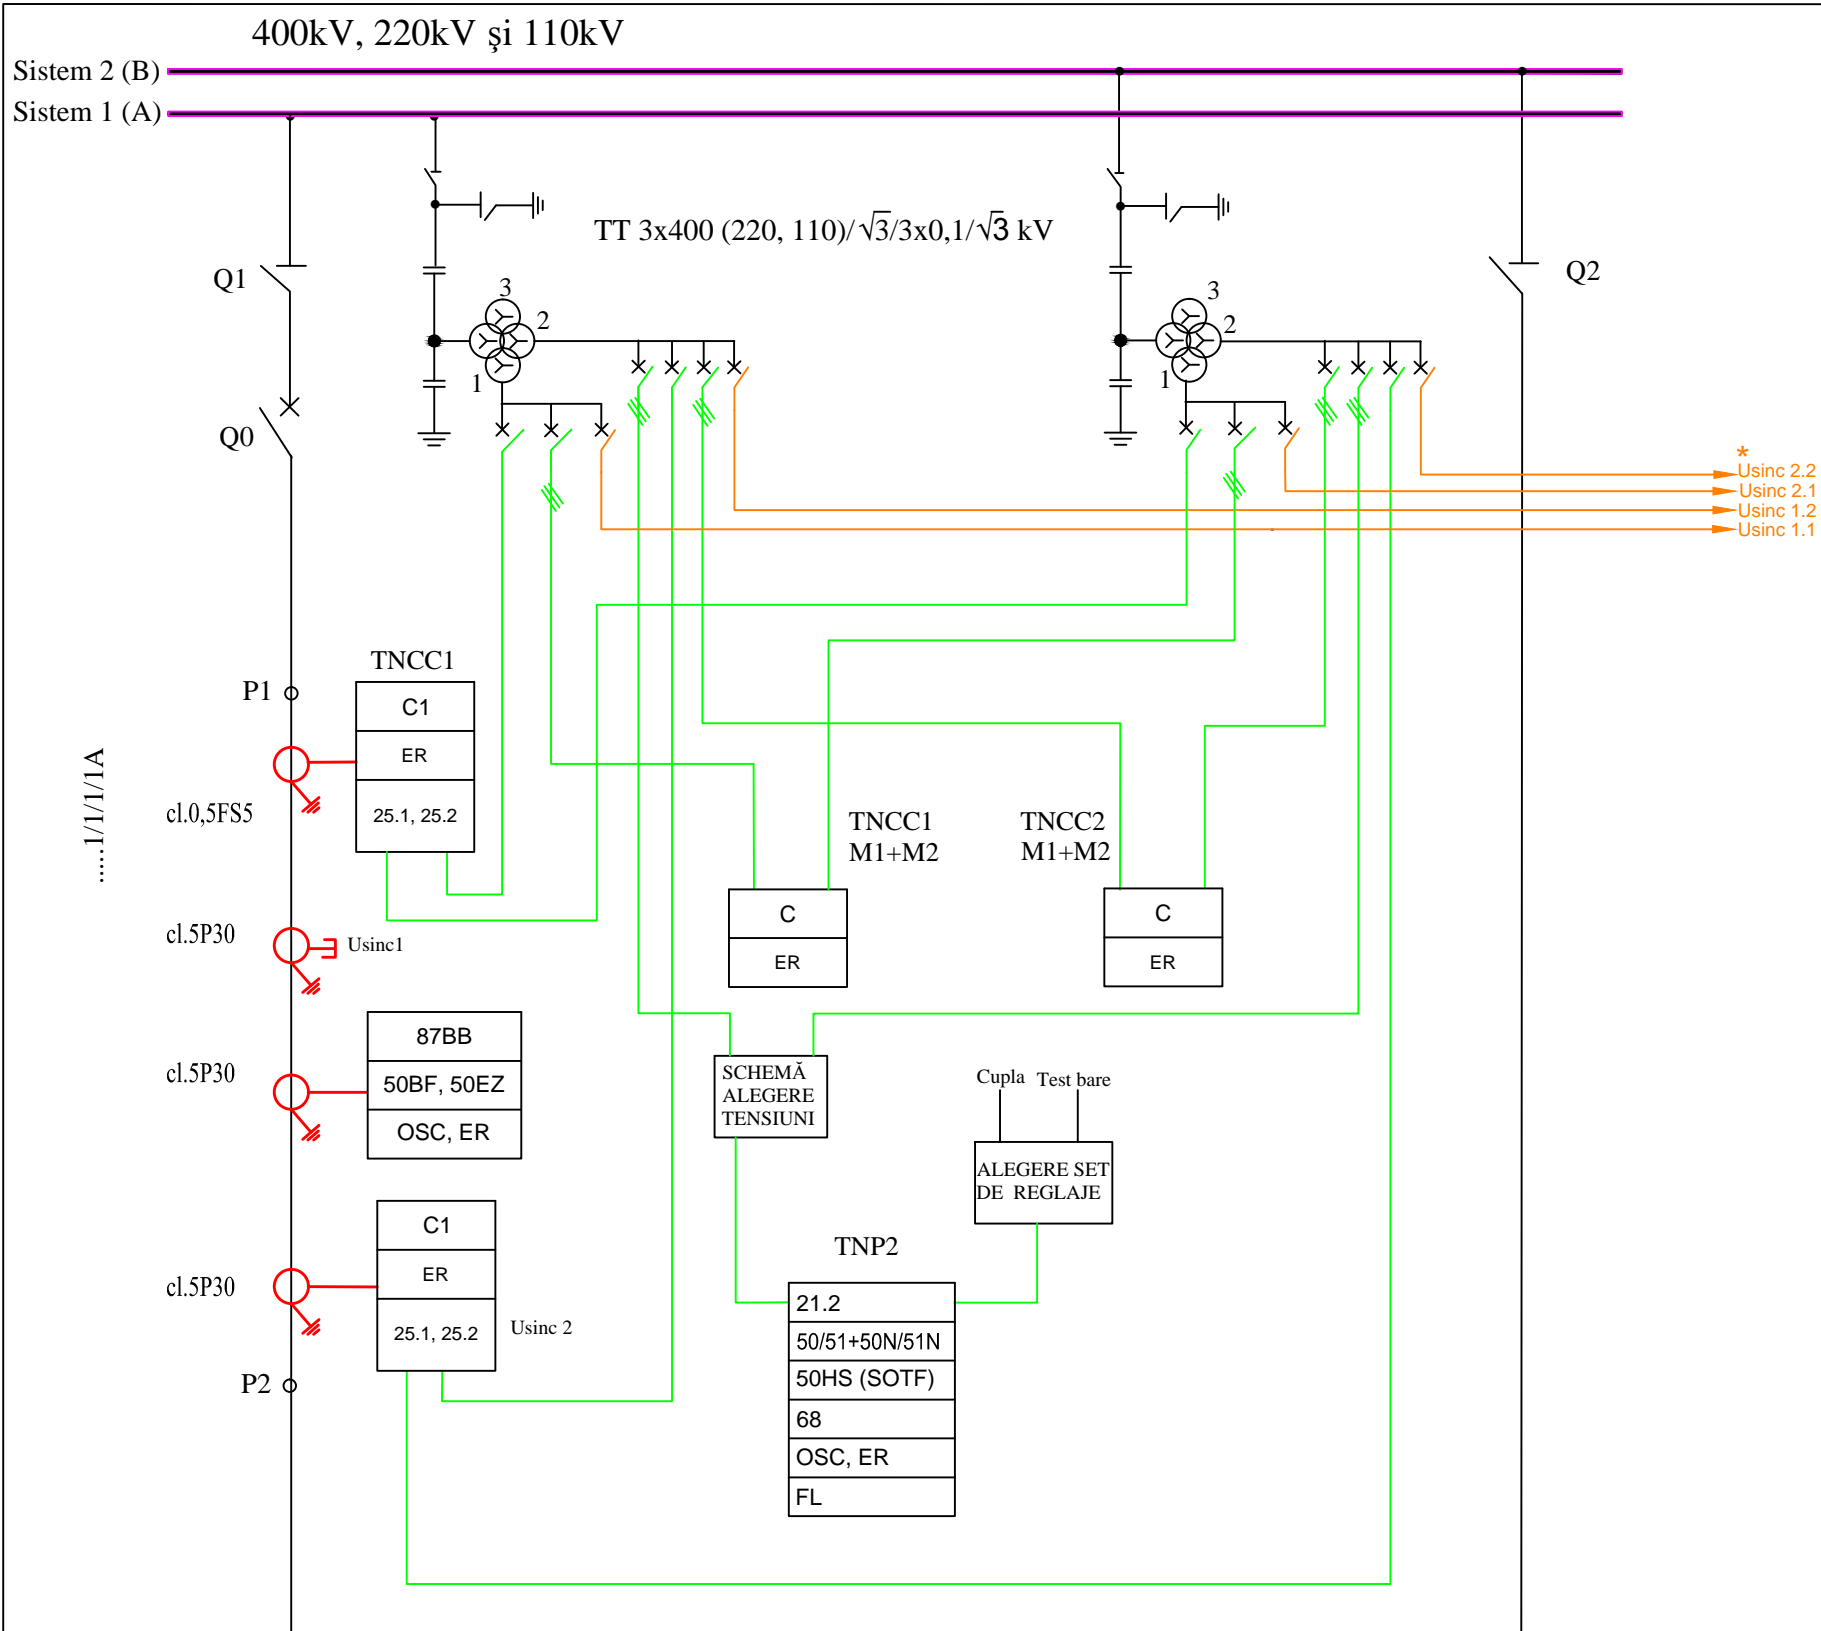 400kV, 220kV şi 110kV
Sistem 2 (B)
Sistem 1 (A)
TT 3x400 (220, 110)/√3/3x0,1/√3 kV
Q1
Q2
3
2
1
3
2
1
Q0
*
Usinc 2.2
Usinc 2.1
Usinc 1.2
Usinc 1.1
TNCC1
P1
C1
ER
25.1, 25.2
.....1/1/1/1A
cl.0,5FS5
TNCC1
M1+M2
TNCC2
M1+M2
C
ER
C
ER
cl.5P30
Usinc1
87BB
50BF, 50EZ
OSC, ER
cl.5P30
SCHEMĂ
ALEGERE
TENSIUNI
Cupla
Test bare
ALEGERE SET
DE REGLAJE
C1
ER
25.1, 25.2
Usinc 2
cl.5P30
P2
TNP2
21.2
50/51+50N/51N
50HS (SOTF)
68
OSC, ER
FL